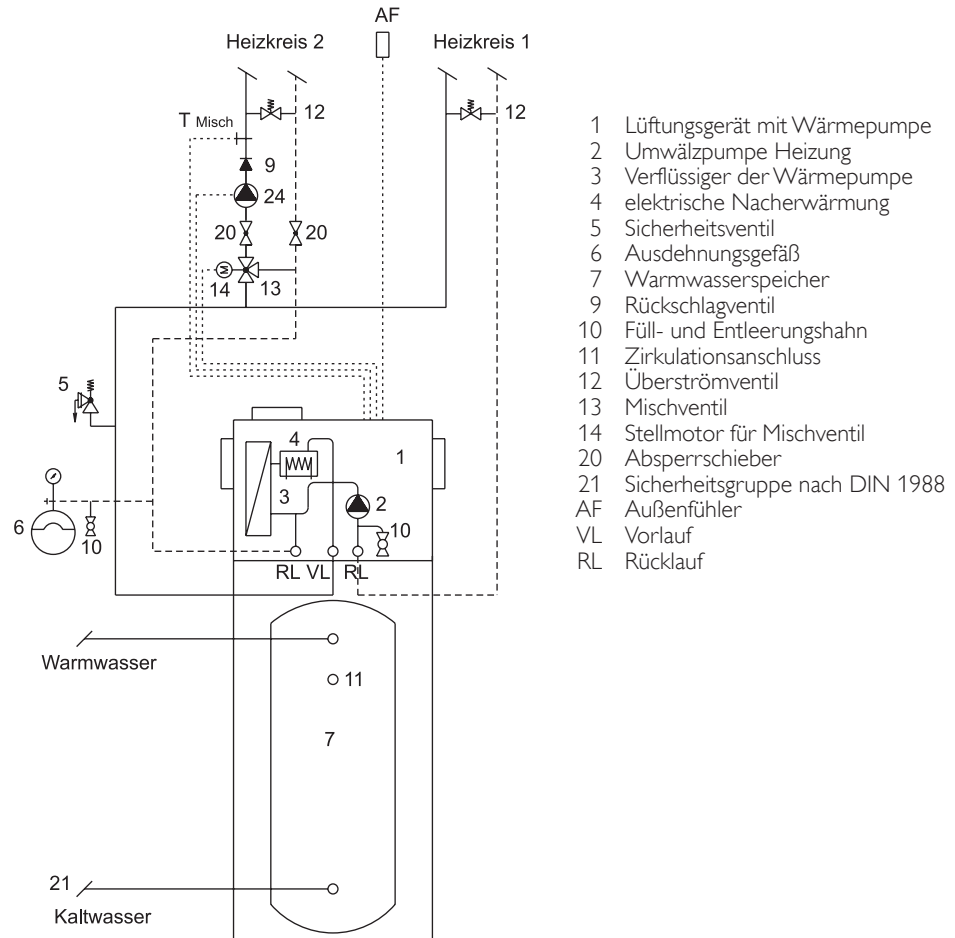 AF
Heizkreis 2
Heizkreis 1
12
12
T Misch
9
24
20
20
14
13
5
4
1
3
2
6
10
10
RL VL RL
Warmwasser
11
7
21
Kaltwasser
1 Lüftungsgerät mit Wärmepumpe
2 Umwälzpumpe Heizung
3 Verflüssiger der Wärmepumpe
4 elektrische Nacherwärmung
5 Sicherheitsventil
6 Ausdehnungsgefäß
7 Warmwasserspeicher
9 Rückschlagventil
10 Füll- und Entleerungshahn
11 Zirkulationsanschluss
12 Überströmventil
13 Mischventil
14 Stellmotor für Mischventil
20 Absperrschieber
21 Sicherheitsgruppe nach DIN 1988
AF Außenfühler
VL Vorlauf
RL Rücklauf
M